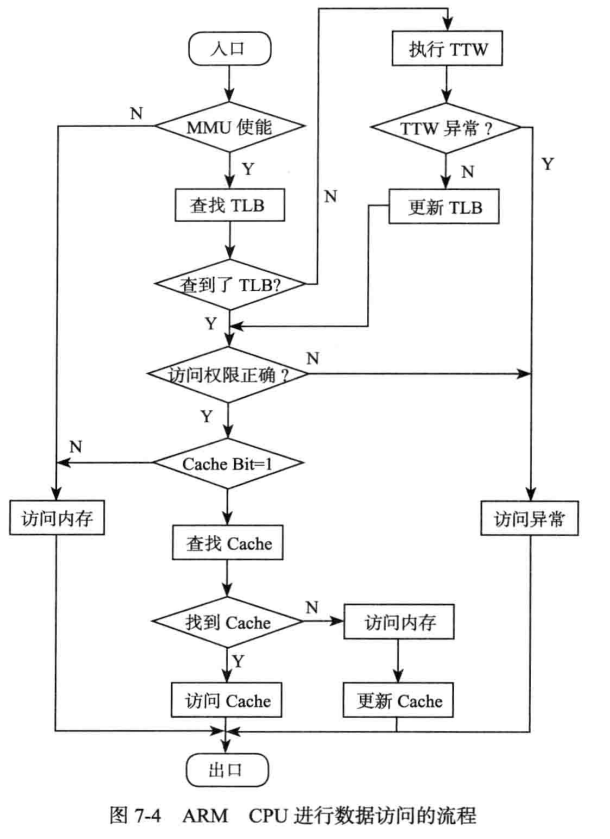 入口
执行 TTW
N
MMU 使能
TTW 异常？
Y
Y
N
N
查找 TLB
更新 TLB
查到了 TLB?
Y
访问权限正确？
N
Y
N
Cache Bit=1
访问内存
访问异常
查找 Cache
找到 Cache
N
访问内存
Y
访问 Cache
更新 Cache
出口
图 7-4 ARM CPU 进行数据访问的流程